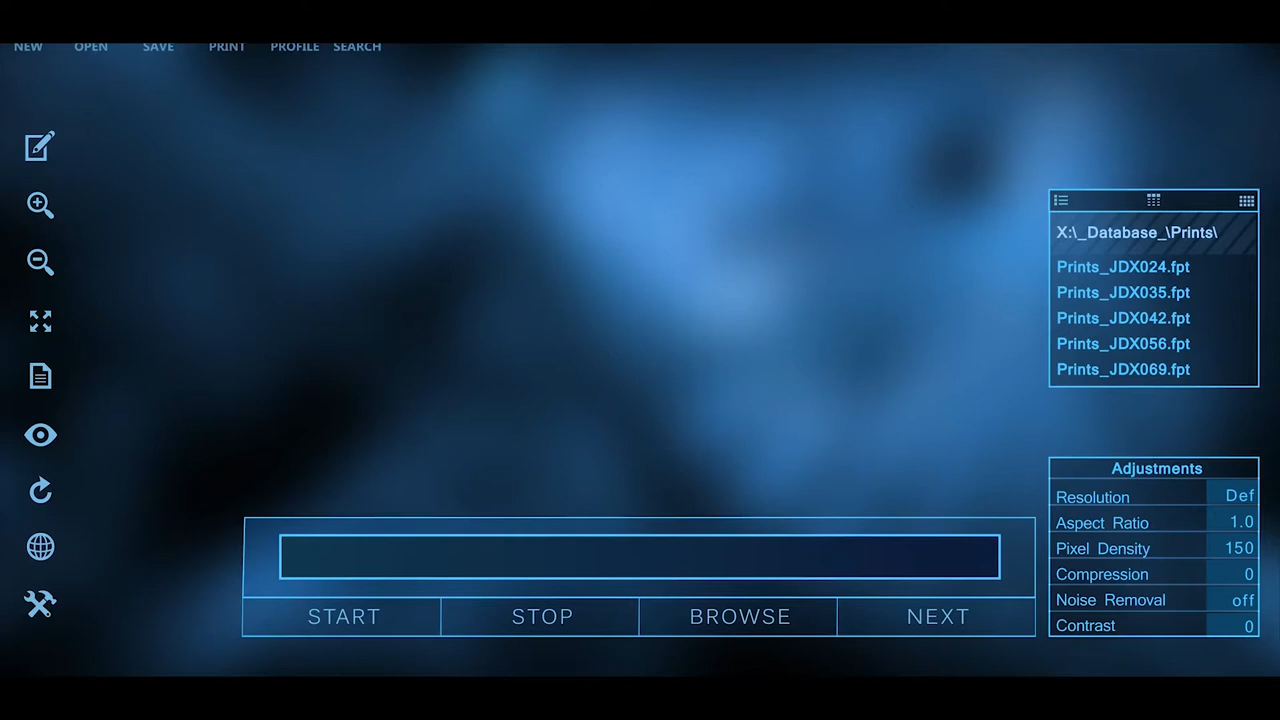 NEW OPEN SAVE PRINT PROFILE SEARCH
X:\_Database_\Prints\
Prints_JDX024.fpt
Prints_JDX035.fpt
Prints_JDX042.fpt
Prints_JDX056.fpt
Prints_JDX069.fpt
Adjustments
Resolution Def
Aspect Ratio 1.0
Pixel Density 150
Compression 0
Noise Removal off
Contrast 0
START STOP BROWSE NEXT